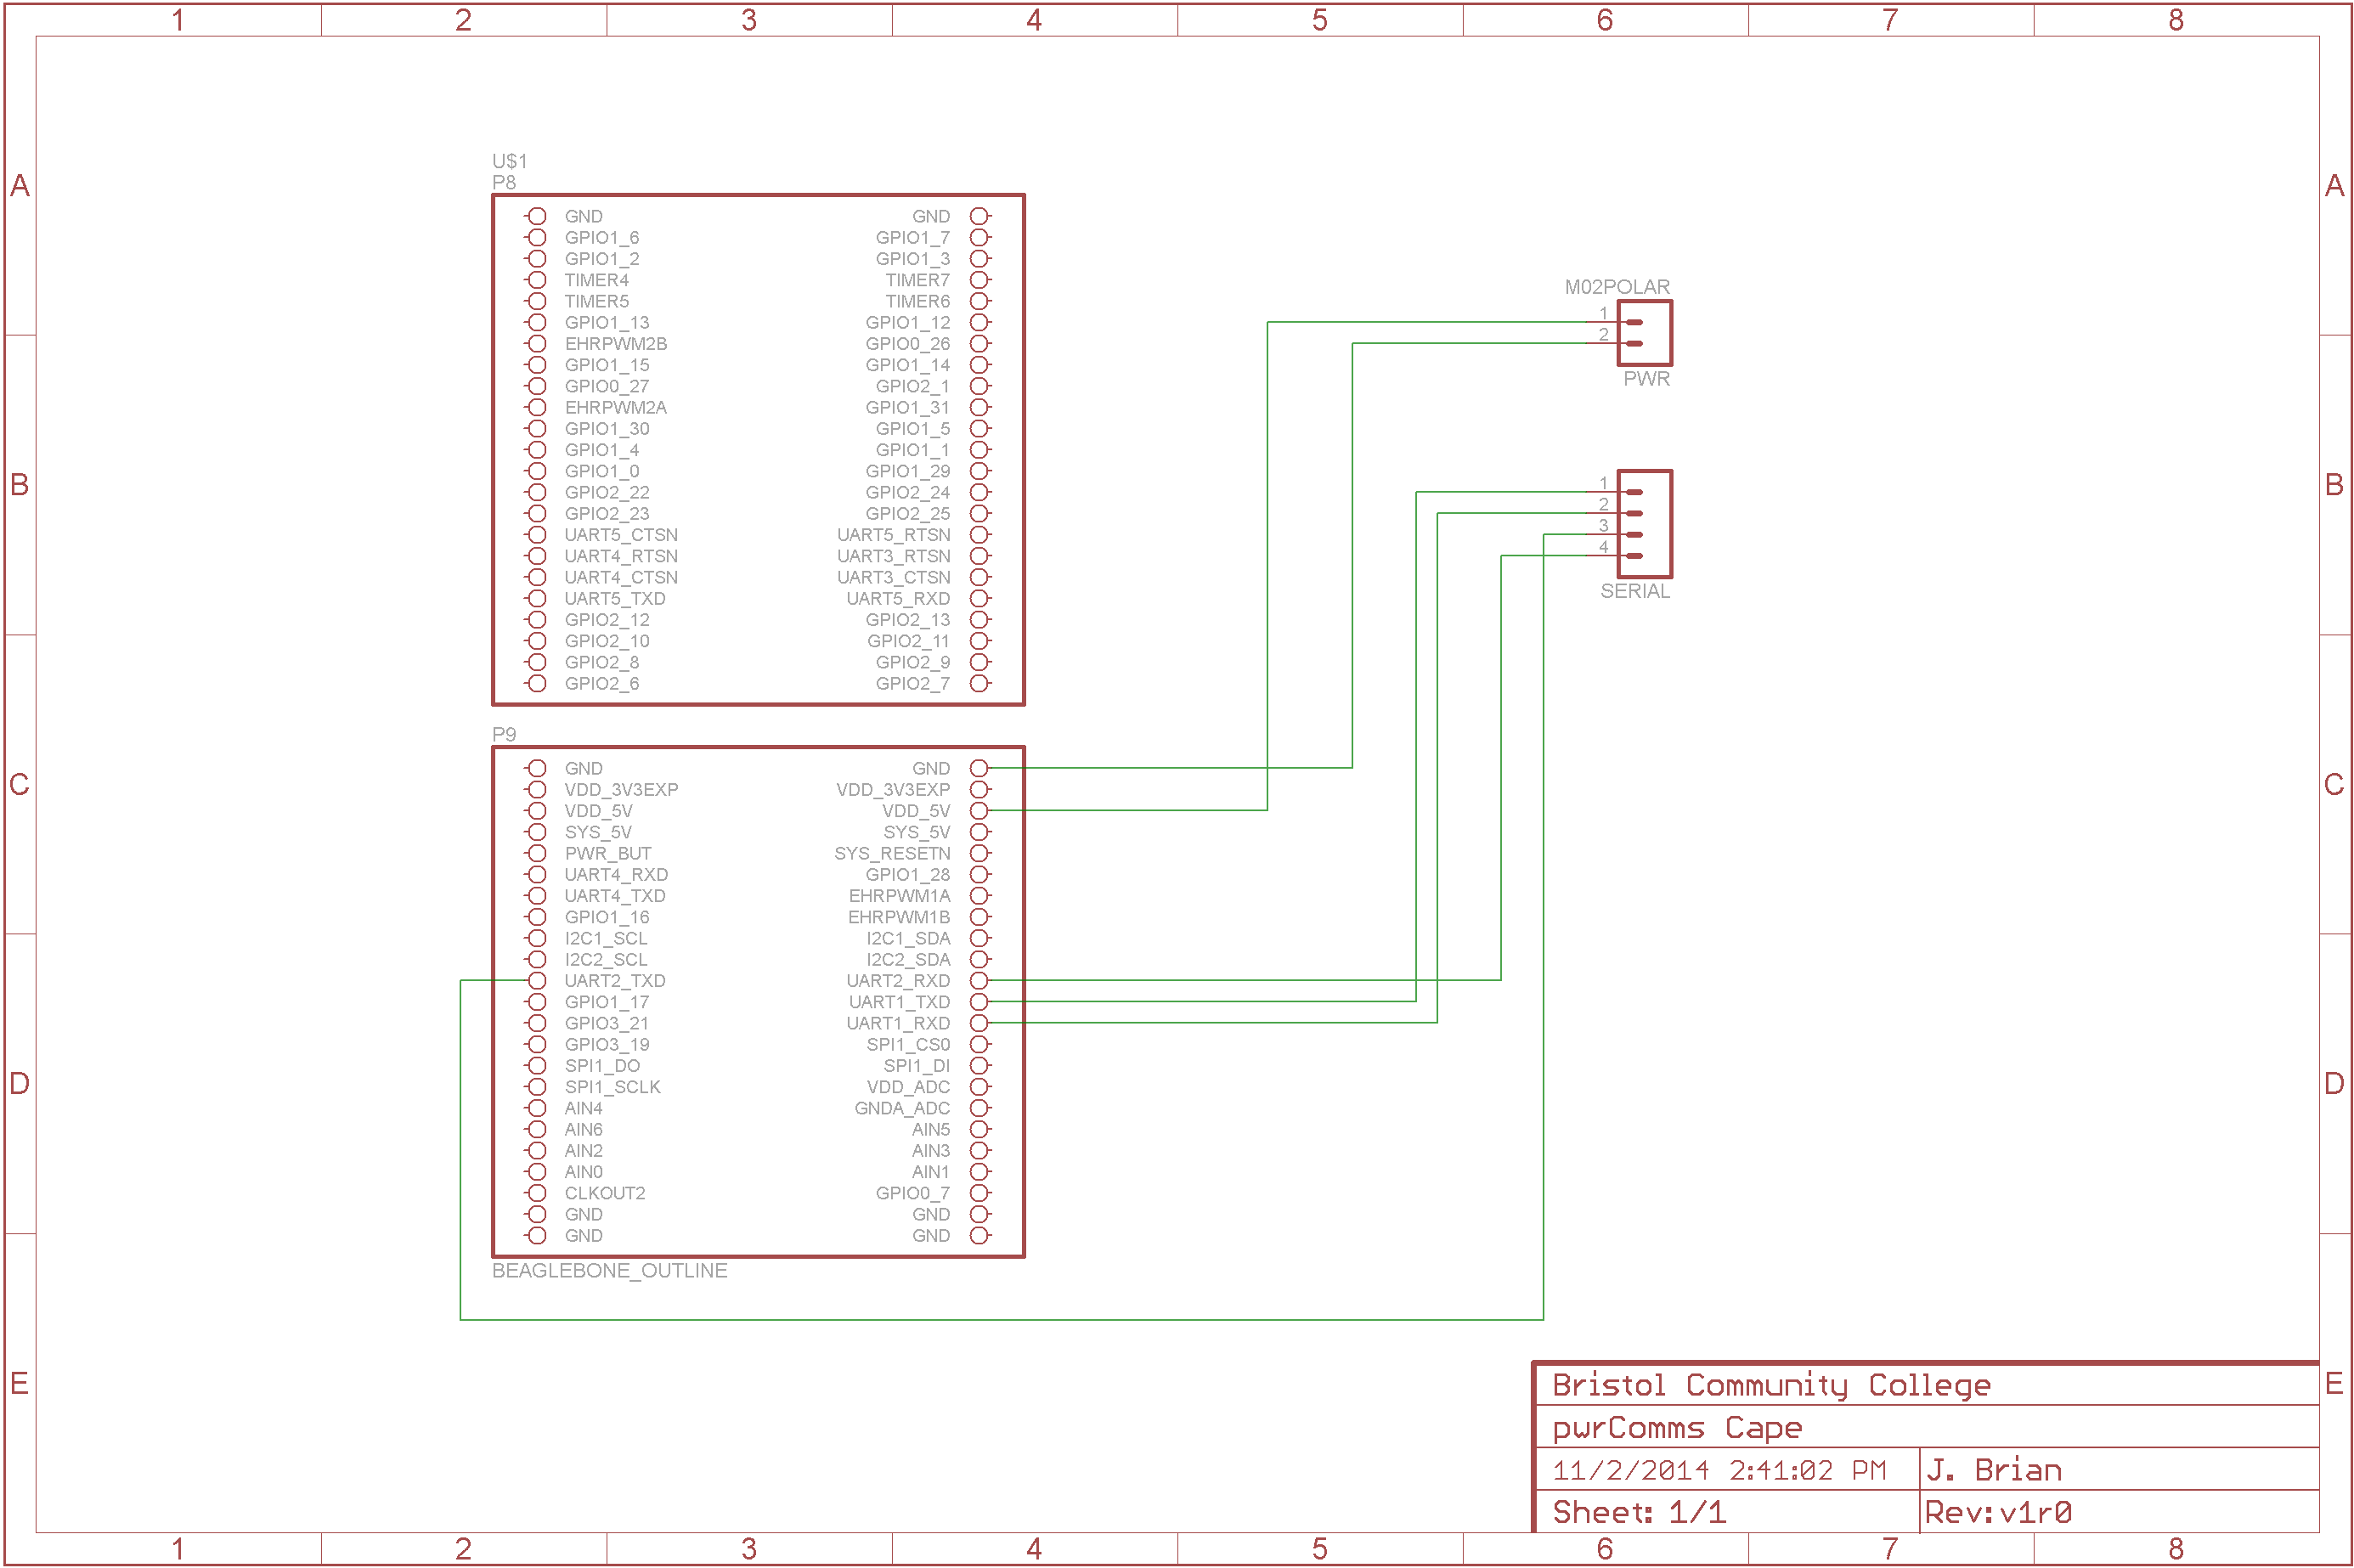 1 2 3 4 5 6 7 8
A A
B B
C C
D D
E E
U$1
P8
GND GND
GPIO1_6 GPIO1_7
GPIO1_2 GPIO1_3
TIMER4 TIMER7
TIMER5 TIMER6
GPIO1_13 GPIO1_12
EHRPWM2B GPIO0_26
GPIO1_15 GPIO1_14
GPIO0_27 GPIO2_1
EHRPWM2A GPIO1_31
GPIO1_30 GPIO1_5
GPIO1_4 GPIO1_1
GPIO1_0 GPIO1_29
GPIO2_22 GPIO2_24
GPIO2_23 GPIO2_25
UART5_CTSN UART5_RTSN
UART4_RTSN UART3_RTSN
UART4_CTSN UART3_CTSN
UART5_TXD UART5_RXD
GPIO2_12 GPIO2_13
GPIO2_10 GPIO2_11
GPIO2_8 GPIO2_9
GPIO2_6 GPIO2_7
P9
GND GND
VDD_3V3EXP VDD_3V3EXP
VDD_5V VDD_5V
SYS_5V SYS_5V
PWR_BUT SYS_RESETN
UART4_RXD GPIO1_28
UART4_TXD EHRPWM1A
GPIO1_16 EHRPWM1B
I2C1_SCL I2C1_SDA
I2C2_SCL I2C2_SDA
UART2_TXD UART2_RXD
GPIO1_17 UART1_TXD
GPIO3_21 UART1_RXD
GPIO3_19 SPI1_CS0
SPI1_DO SPI1_DI
SPI1_SCLK VDD_ADC
AIN4 GNDA_ADC
AIN6 AIN5
AIN2 AIN3
AIN0 AIN1
CLKOUT2 GPIO0_7
GND GND
GND GND
BEAGLEBONE_OUTLINE
M02POLAR
1
2
PWR
1
2
3
4
SERIAL
Bristol Community College
pwrComms Cape
11/2/2014 2:41:02 PM J. Brian
Sheet: 1/1 Rev:v1r0
1 2 3 4 5 6 7 8